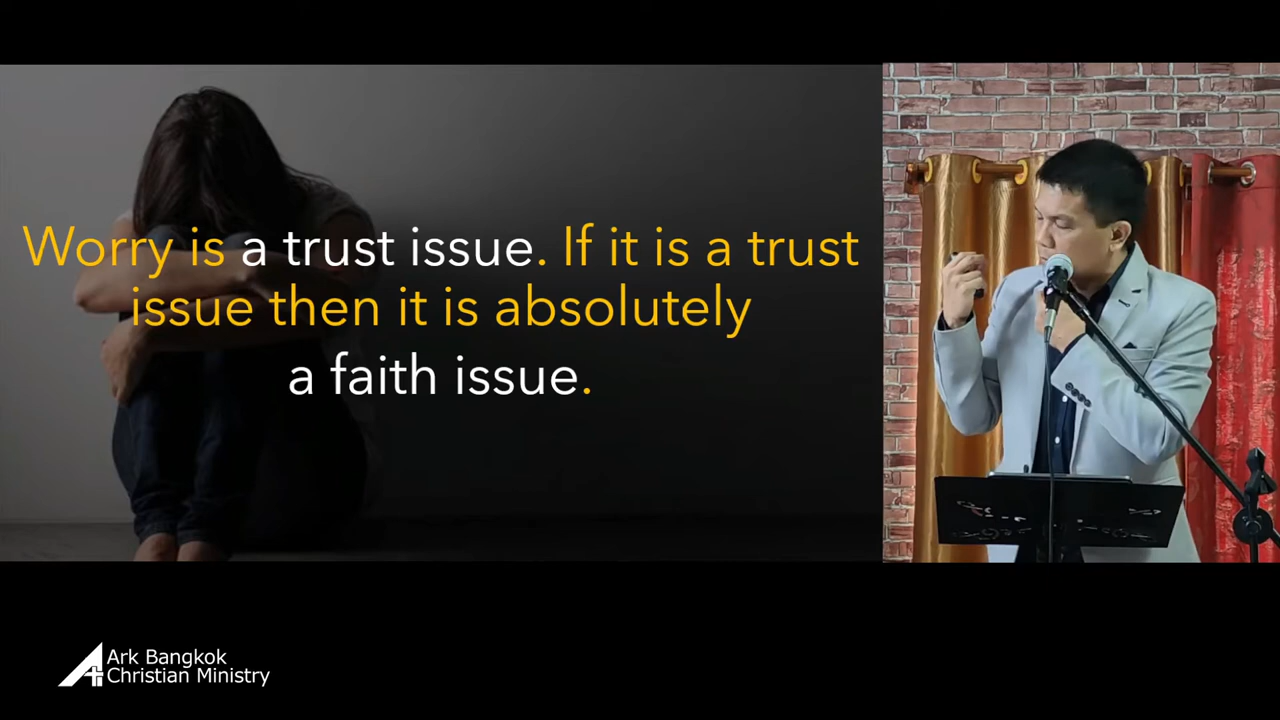 Worry is a trust issue. If it is a trust
issue then it is absolutely
a faith issue.
Ark Bangkok
Christian Ministry